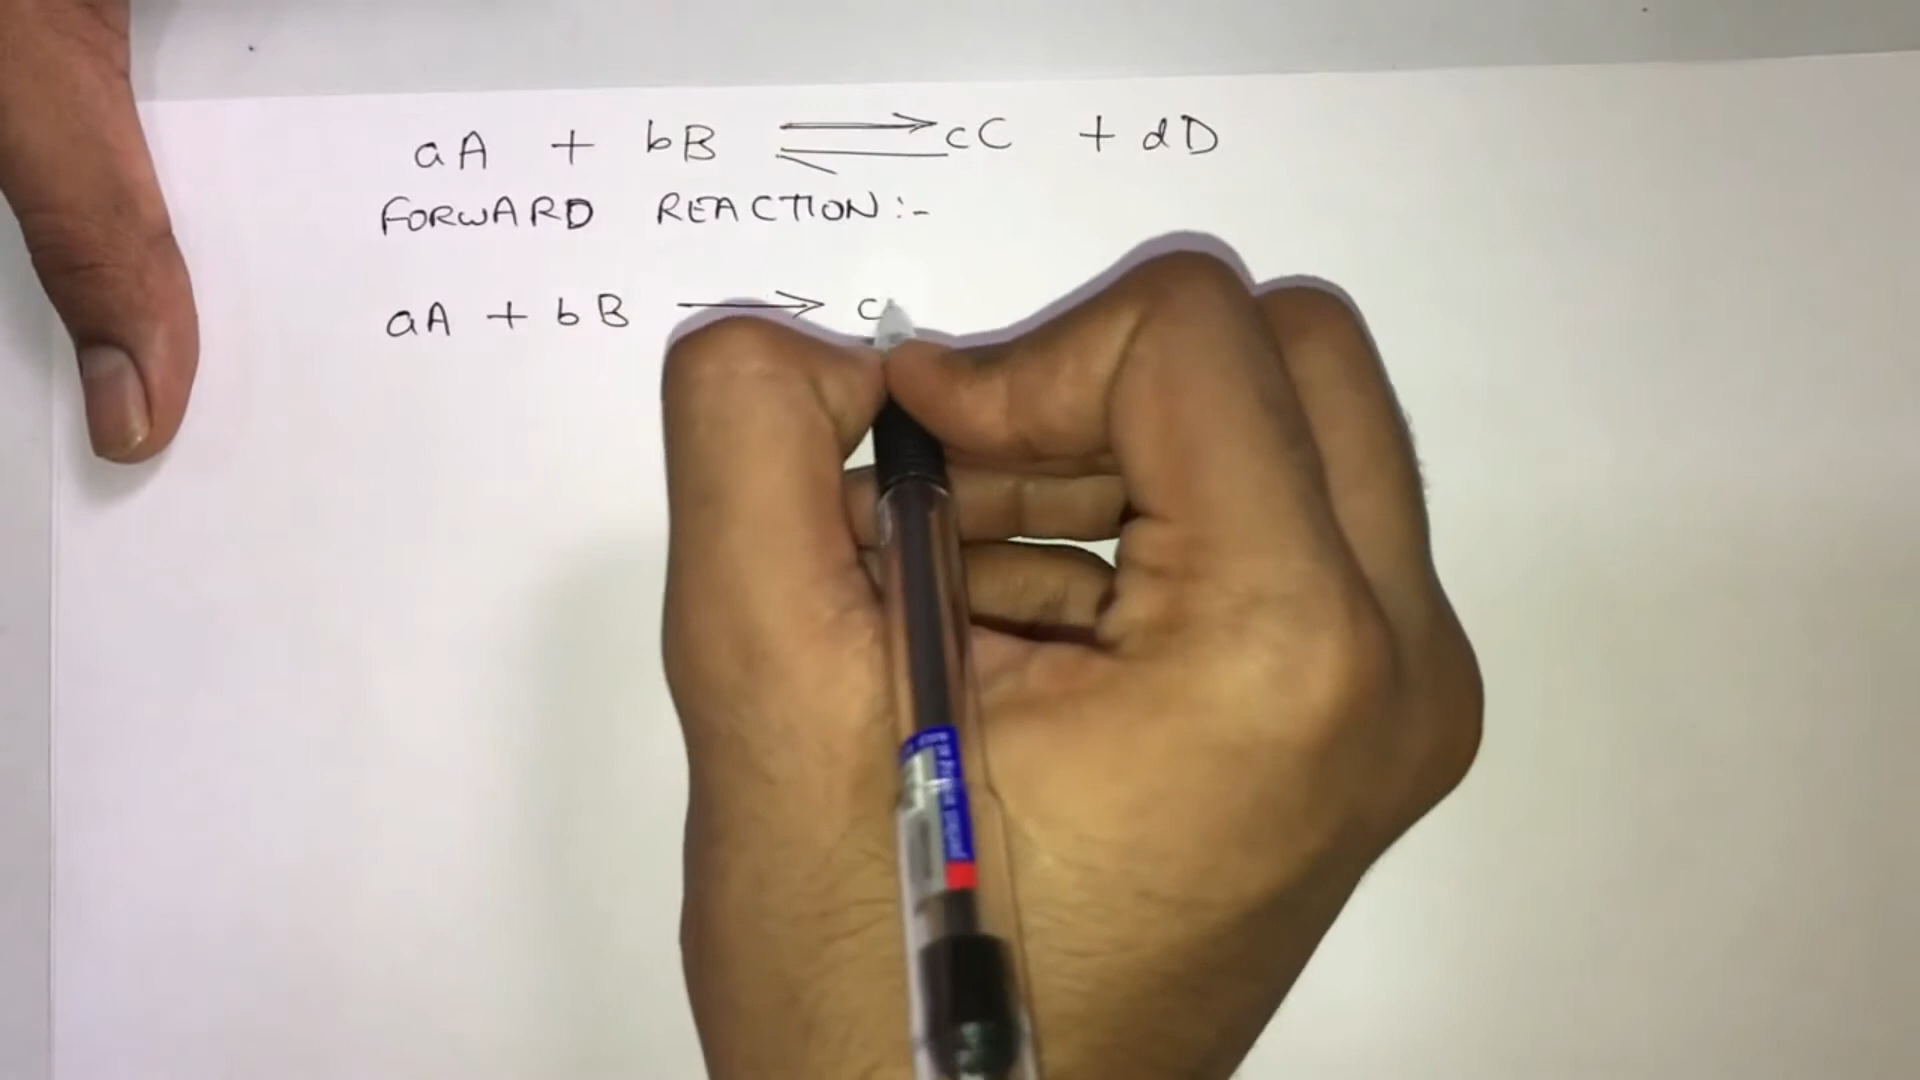 aA + bB ⇌ cC + dD
FORWARD REACTION:-
aA + bB ⟶ c